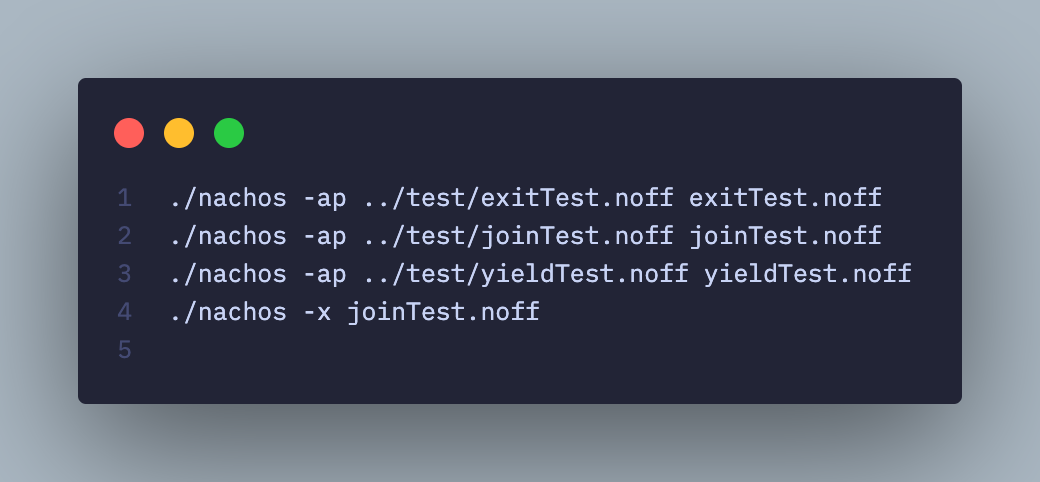 1 ./nachos -ap ../test/exitTest.noff exitTest.noff
2 ./nachos -ap ../test/joinTest.noff joinTest.noff
3 ./nachos -ap ../test/yieldTest.noff yieldTest.noff
4 ./nachos -x joinTest.noff
5